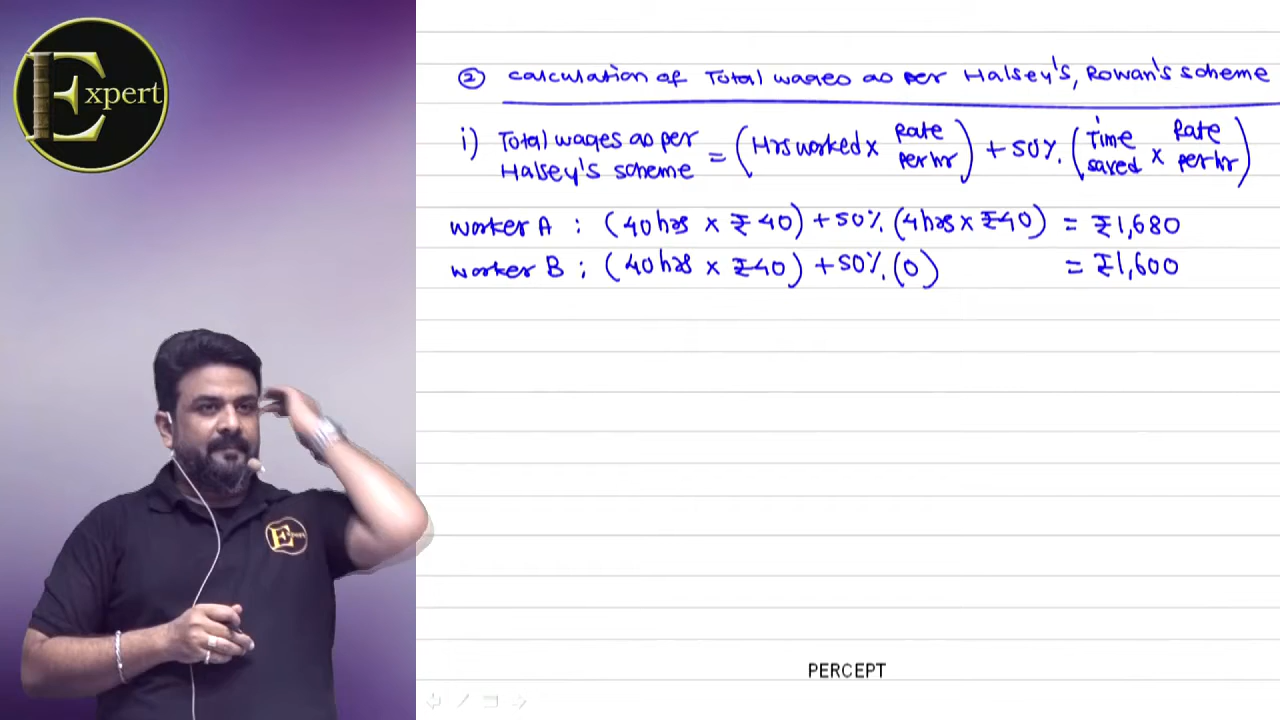 Expert
② calculation of Total wages as per Halsey's, Rowan's scheme
i) Total wages as per Halsey's scheme = (Hrs worked x Rate per hr) + 50% (Time saved x Rate per hr)
worker A : (40 hrs x ₹40) + 50% (4 hrs x ₹40) = ₹1,680
worker B : (40 hrs x ₹40) + 50% (0) = ₹1,600
Expert
PERCEPT